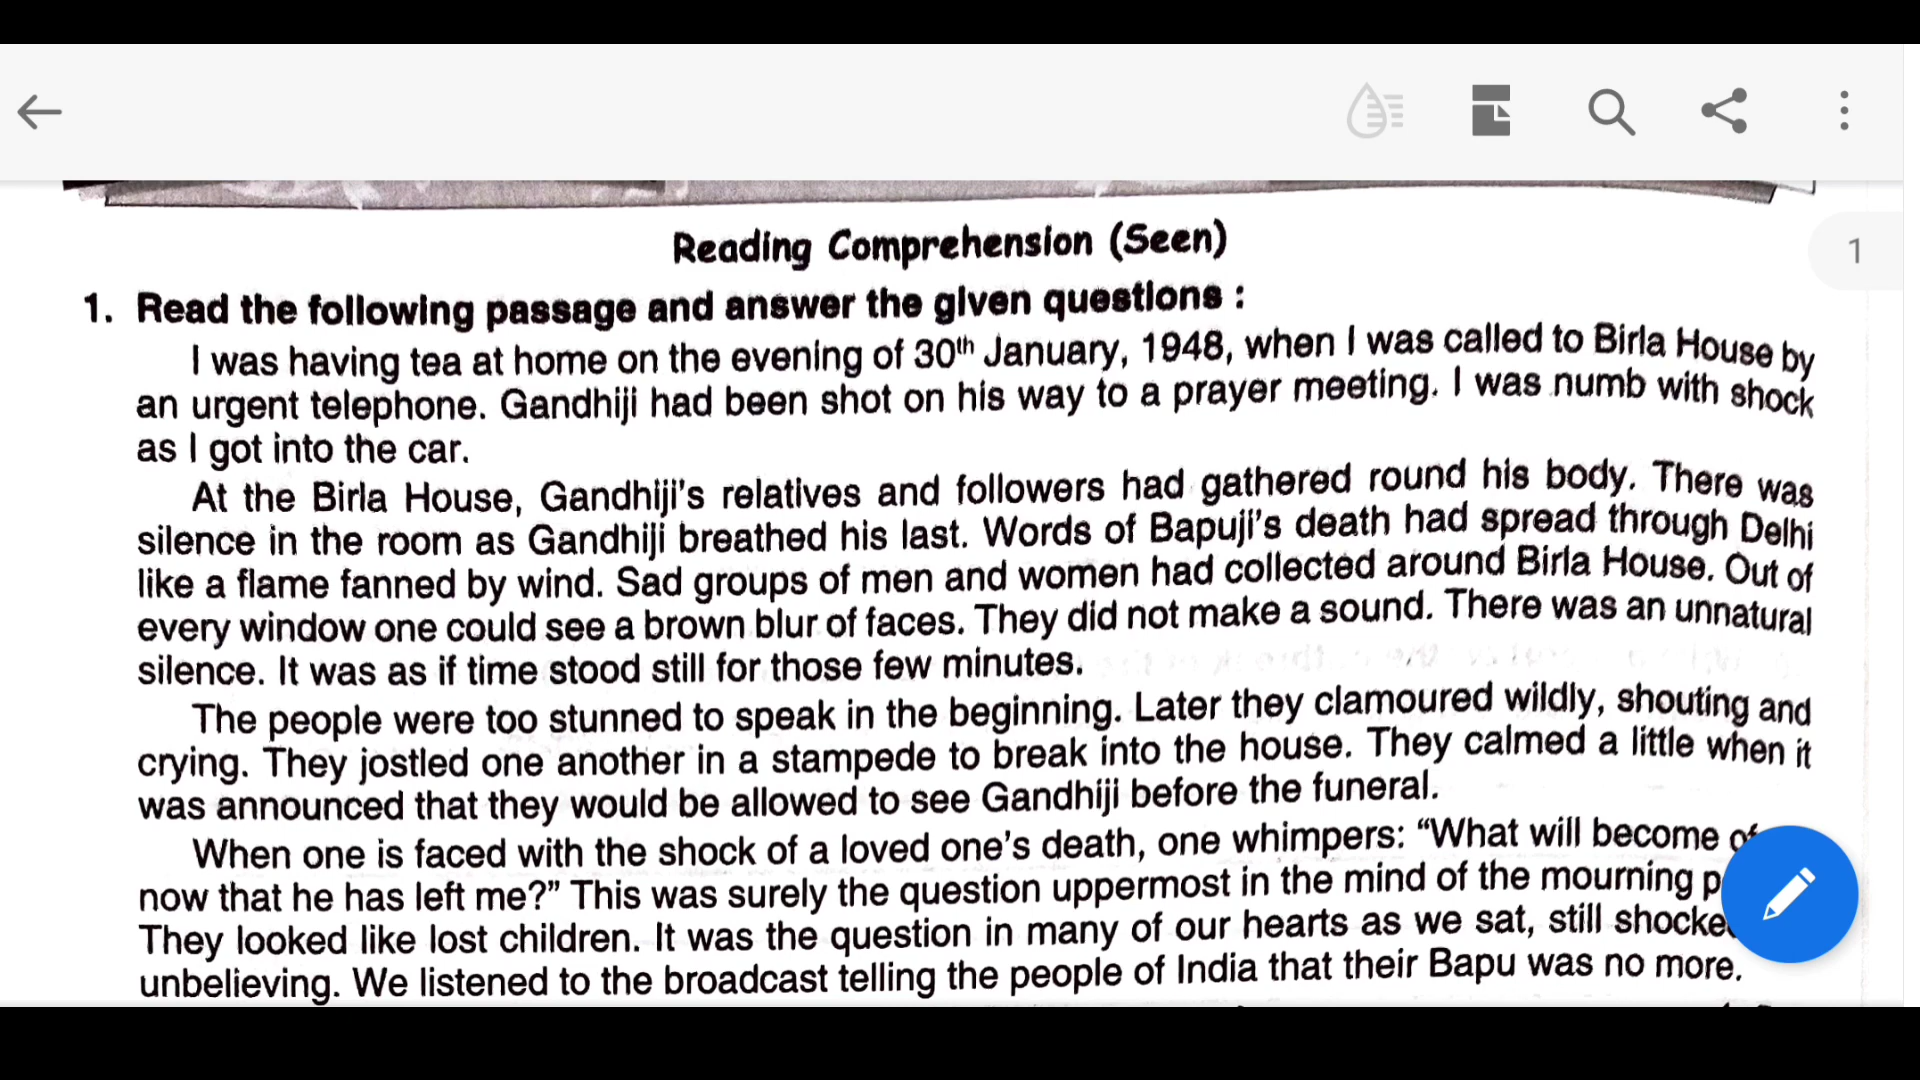 1
Reading Comprehension (Seen)
1. Read the following passage and answer the given questions :
I was having tea at home on the evening of 30th January, 1948, when I was called to Birla House by
an urgent telephone. Gandhiji had been shot on his way to a prayer meeting. I was numb with shock
as I got into the car.
At the Birla House, Gandhiji's relatives and followers had gathered round his body. There was
silence in the room as Gandhiji breathed his last. Words of Bapuji's death had spread through Delhi
like a flame fanned by wind. Sad groups of men and women had collected around Birla House. Out of
every window one could see a brown blur of faces. They did not make a sound. There was an unnatural
silence. It was as if time stood still for those few minutes.
The people were too stunned to speak in the beginning. Later they clamoured wildly, shouting and
crying. They jostled one another in a stampede to break into the house. They calmed a little when it
was announced that they would be allowed to see Gandhiji before the funeral.
When one is faced with the shock of a loved one's death, one whimpers: “What will become of
now that he has left me?” This was surely the question uppermost in the mind of the mourning
They looked like lost children. It was the question in many of our hearts as we sat, still
unbelieving. We listened to the broadcast telling the people of India that their Bapu was no more.